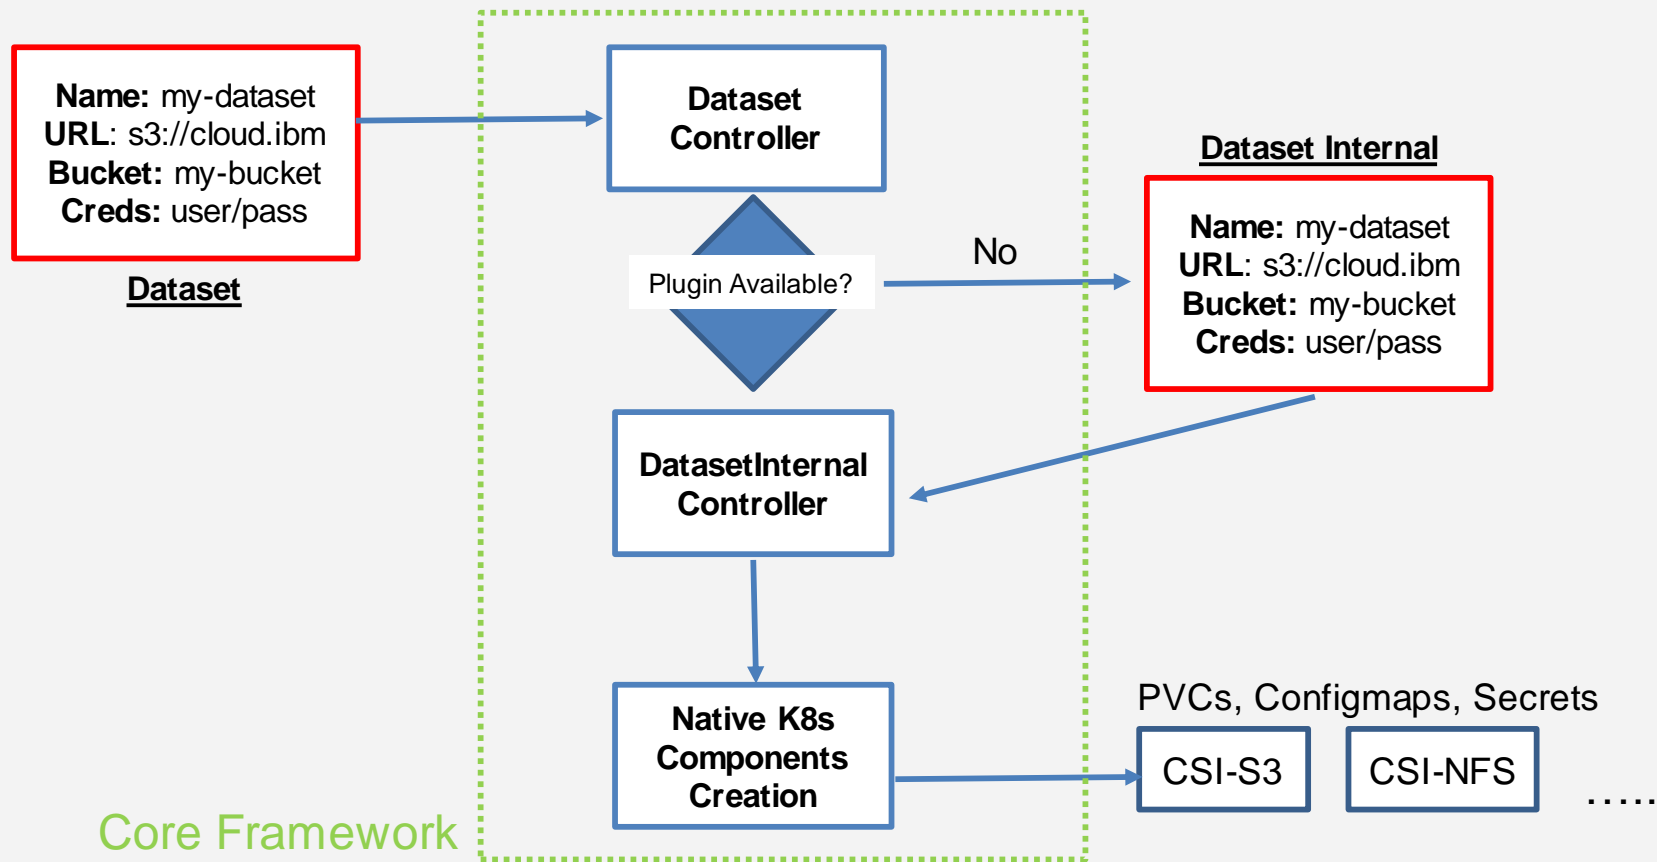 Name: my-dataset
URL: s3://cloud.ibm
Bucket: my-bucket
Creds: user/pass
Dataset
Dataset
Controller
Plugin Available?
No
Dataset Internal
Name: my-dataset
URL: s3://cloud.ibm
Bucket: my-bucket
Creds: user/pass
DatasetInternal
Controller
Native K8s
Components
Creation
PVCs, Configmaps, Secrets
CSI-S3
CSI-NFS
.....
Core Framework